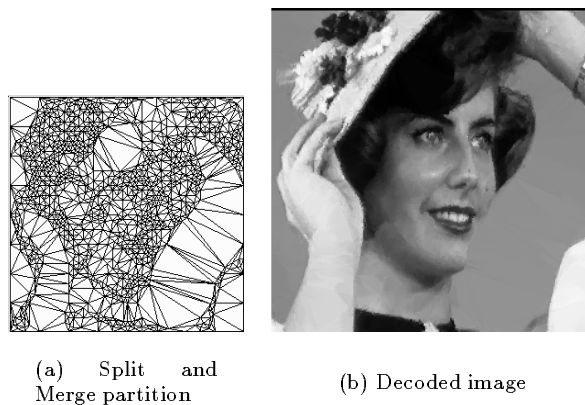 (a) Split and
Merge partition
(b) Decoded image